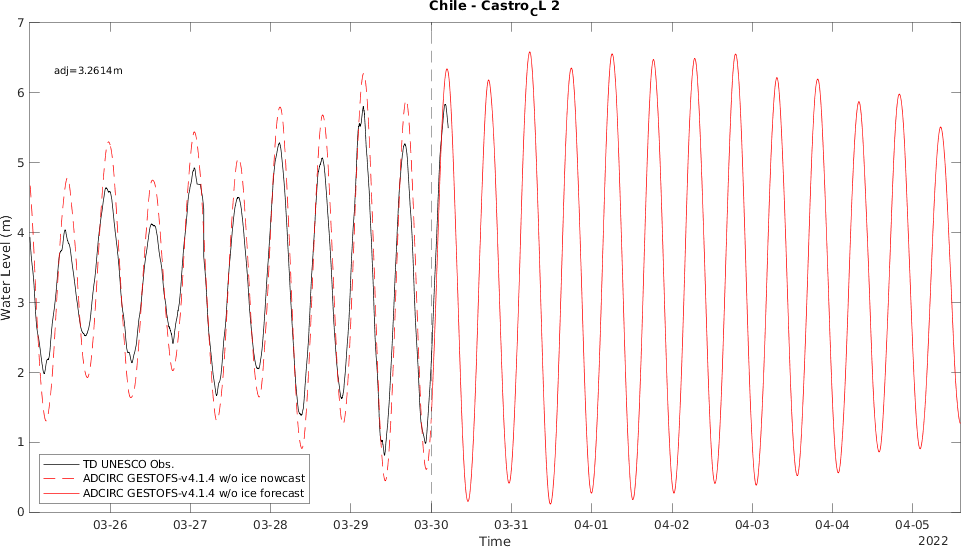 Chile - Castro_CL 2
7
adj=3.2614m
6
5
4
3
2
1
0
Water Level (m)
TD UNESCO Obs.
ADCIRC GESTOFS-v4.1.4 w/o ice nowcast
ADCIRC GESTOFS-v4.1.4 w/o ice forecast
03-26 03-27 03-28 03-29 03-30 03-31 04-01 04-02 04-03 04-04 04-05
Time
2022